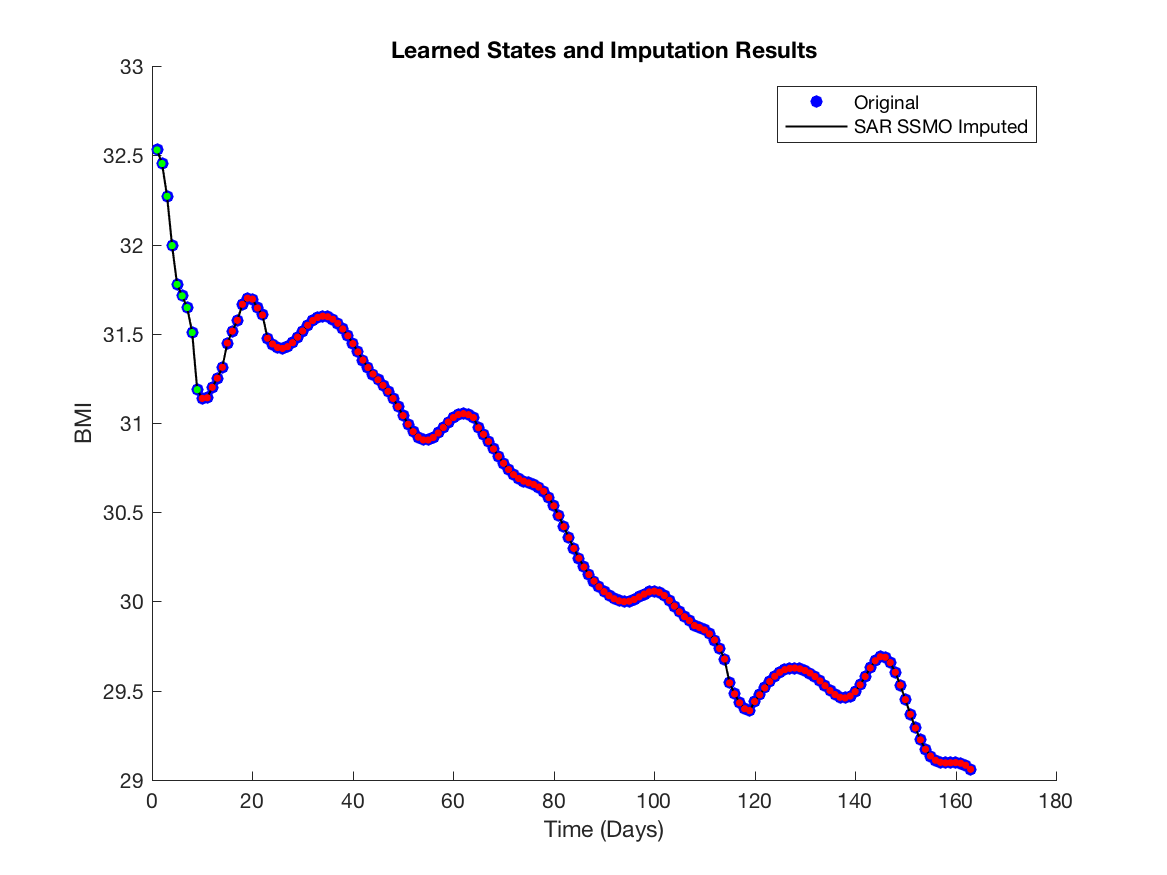 Learned States and Imputation Results
Original
SAR SSMO Imputed
33
32.5
32
31.5
31
30.5
30
29.5
29
BMI
0 20 40 60 80 100 120 140 160 180
Time (Days)